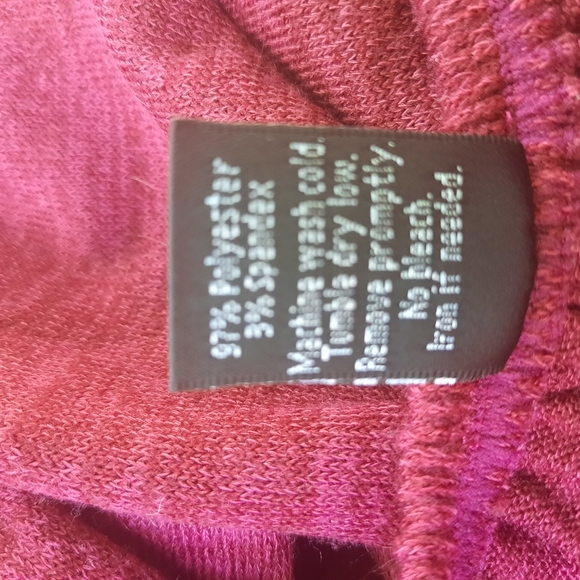 97% Polyester
3% Spandex
Machine wash cold.
Tumble dry low.
Remove promptly.
No bleach.
Iron if needed.